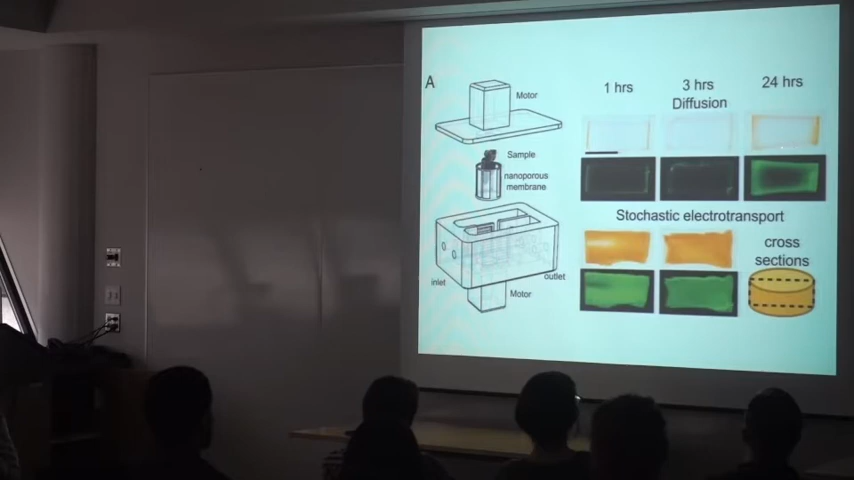 A
Motor
Sample
nanoporous
membrane
inlet
outlet
Motor
1 hrs
3 hrs
24 hrs
Diffusion
Stochastic electrotransport
cross
sections